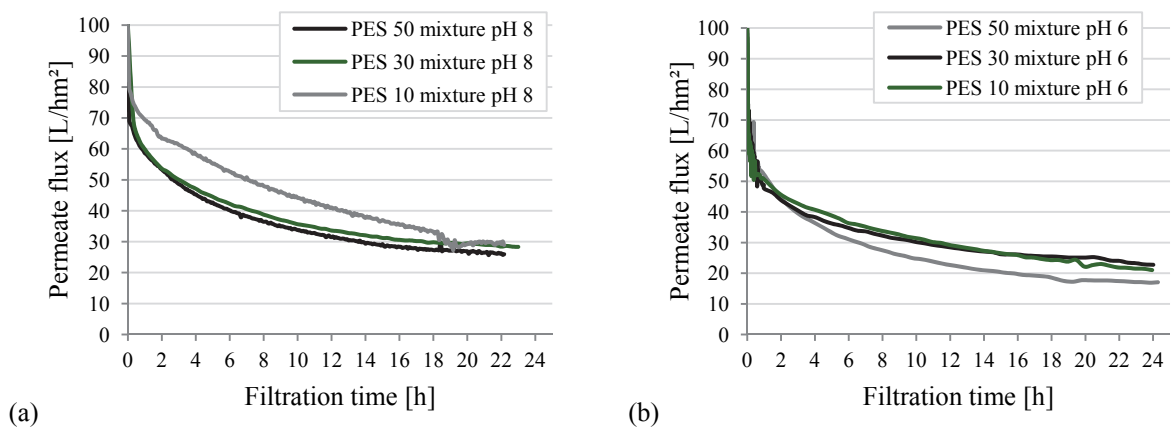 100
90
80
70
60
50
40
30
20
10
0
Permeate flux [L/hm²]
PES 50 mixture pH 8
PES 30 mixture pH 8
PES 10 mixture pH 8
0 2 4 6 8 10 12 14 16 18 20 22 24
Filtration time [h]
(a)
100
90
80
70
60
50
40
30
20
10
0
Permeate flux [L/hm²]
PES 50 mixture pH 6
PES 30 mixture pH 6
PES 10 mixture pH 6
0 2 4 6 8 10 12 14 16 18 20 22 24
Filtration time [h]
(b)